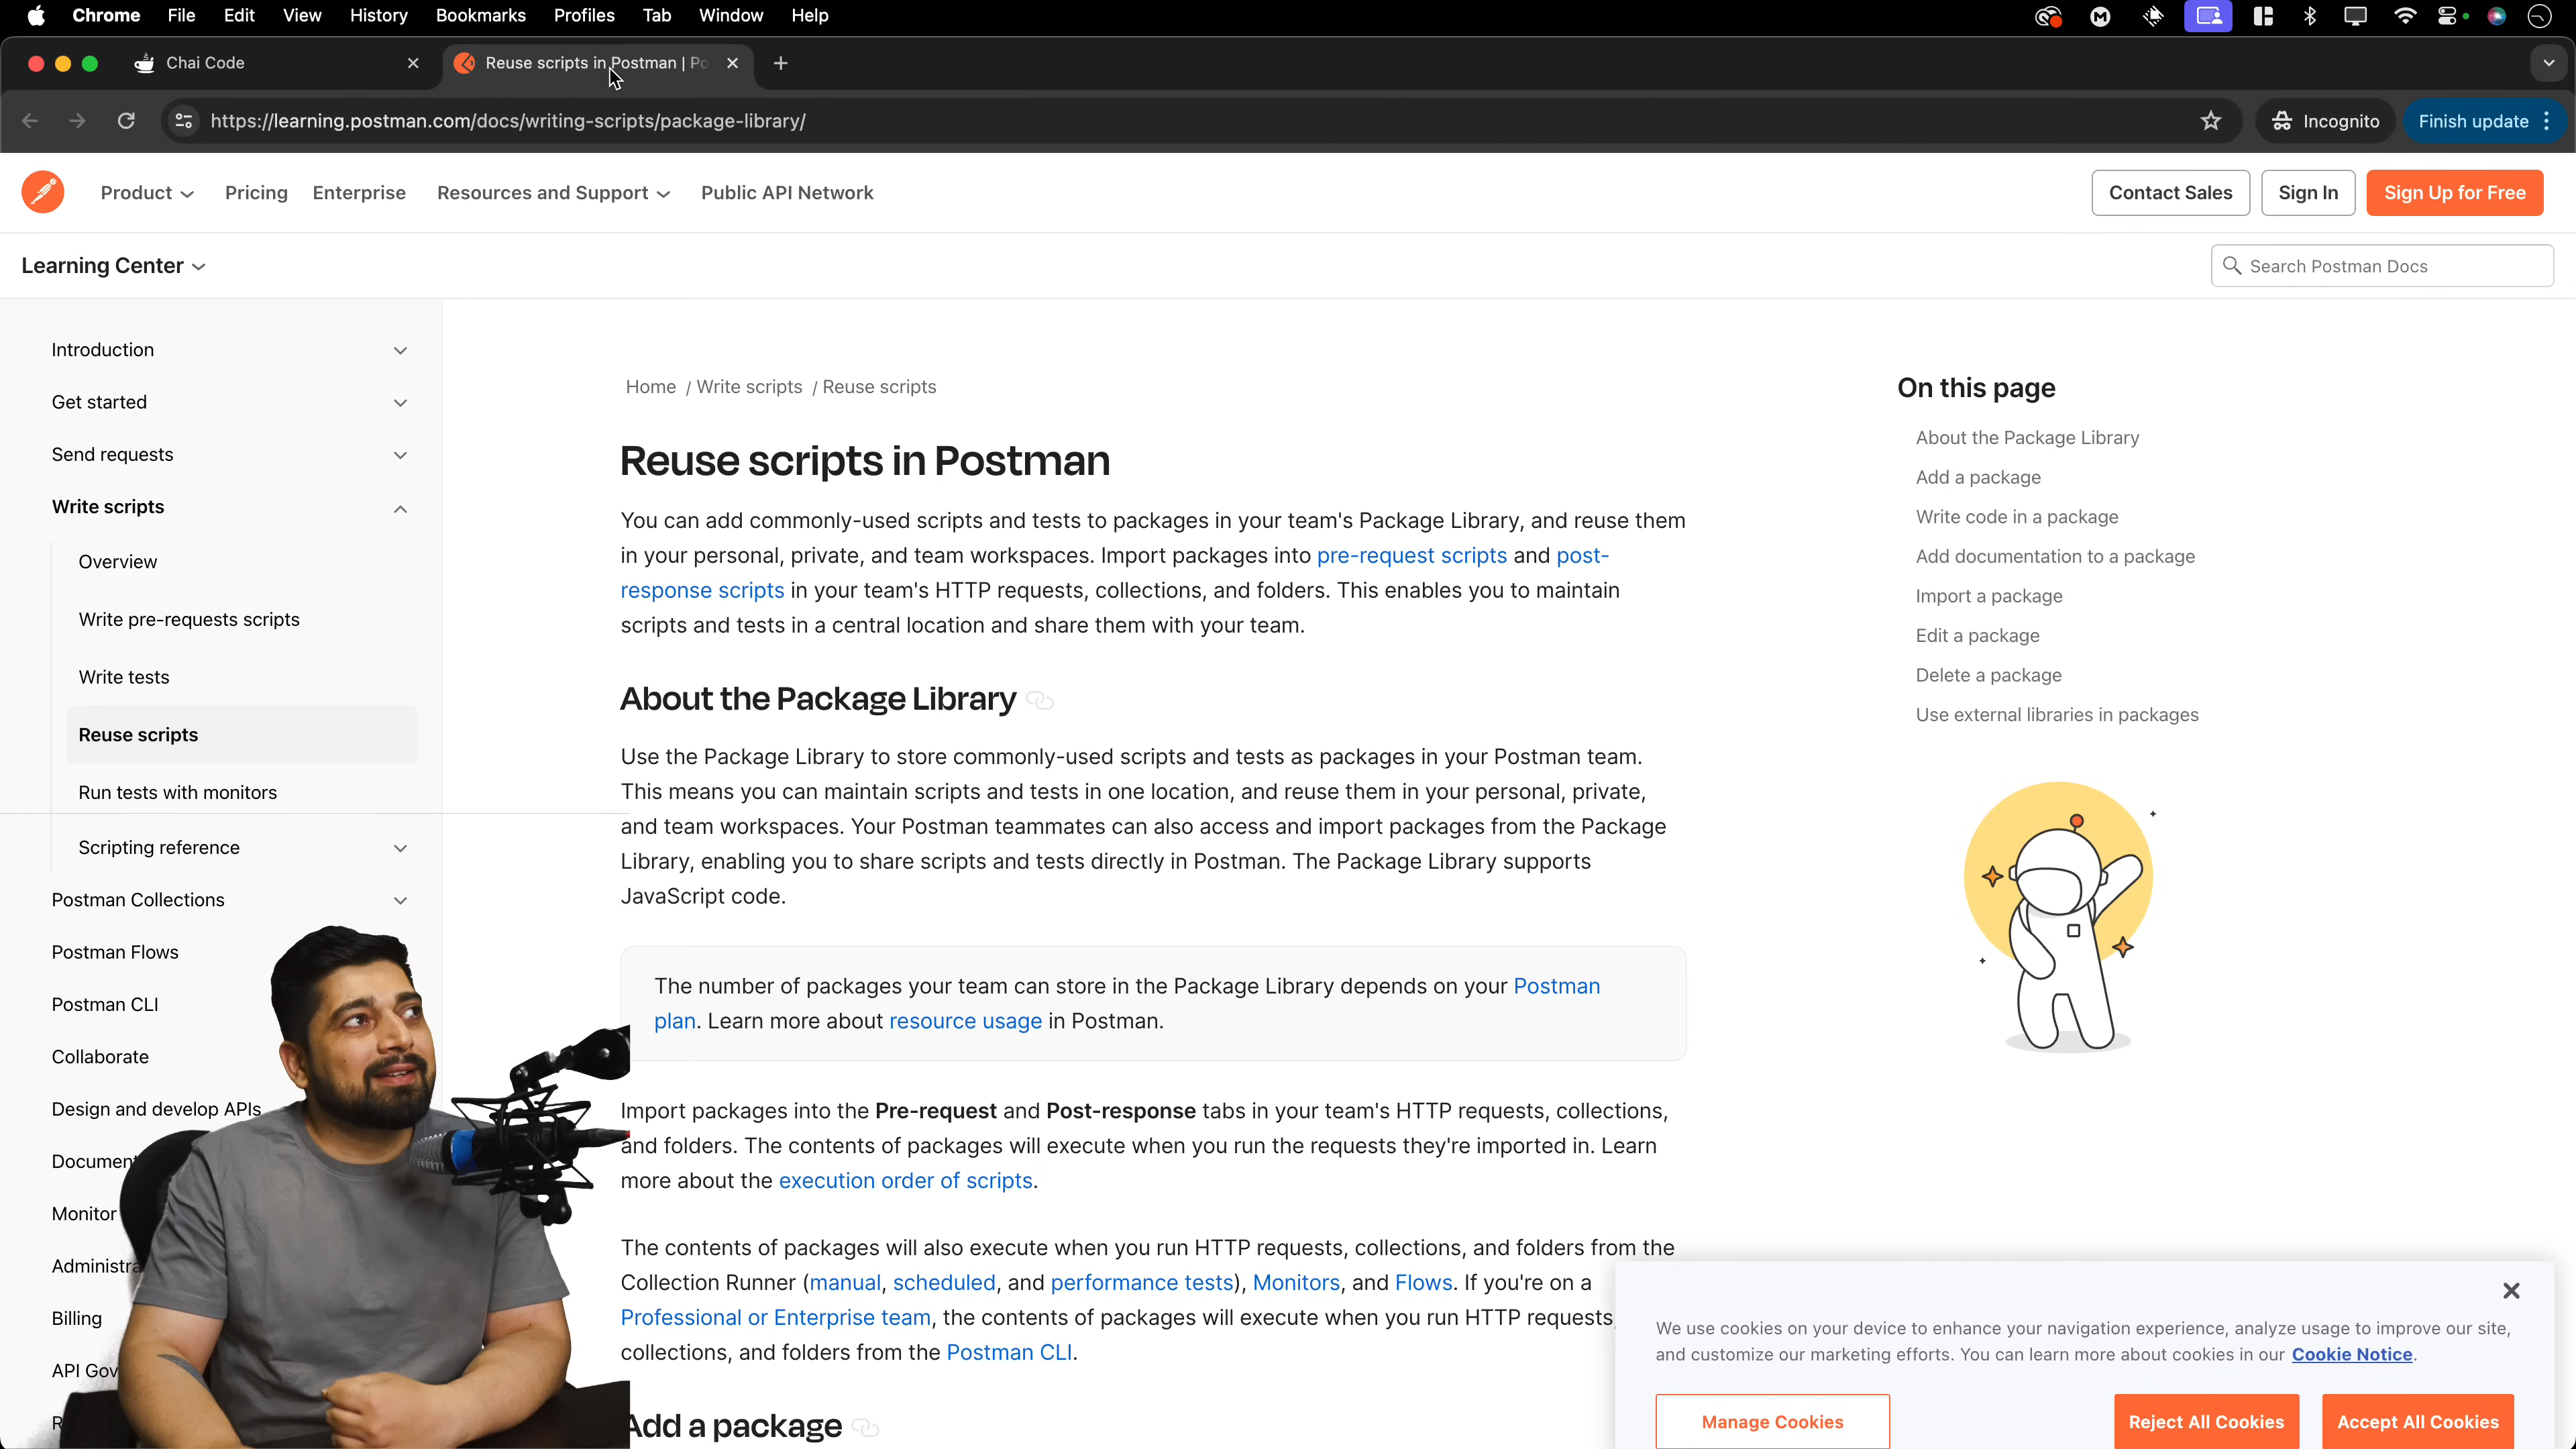 Chrome File Edit View History Bookmarks Profiles Tab Window Help
Chai Code
Reuse scripts in Postman | Po
https://learning.postman.com/docs/writing-scripts/package-library/
Incognito
Finish update
Product
Pricing
Enterprise
Resources and Support
Public API Network
Contact Sales
Sign In
Sign Up for Free
Learning Center
Search Postman Docs
Introduction
Get started
Send requests
Write scripts
Overview
Write pre-requests scripts
Write tests
Reuse scripts
Run tests with monitors
Scripting reference
Postman Collections
Postman Flows
Postman CLI
Collaborate
Design and develop APIs
Document
Monitor
Administra
Billing
API Gov
R
Home / Write scripts / Reuse scripts
Reuse scripts in Postman
You can add commonly-used scripts and tests to packages in your team's Package Library, and reuse them
in your personal, private, and team workspaces. Import packages into pre-request scripts and post-
response scripts in your team's HTTP requests, collections, and folders. This enables you to maintain
scripts and tests in a central location and share them with your team.
About the Package Library
Use the Package Library to store commonly-used scripts and tests as packages in your Postman team.
This means you can maintain scripts and tests in one location, and reuse them in your personal, private,
and team workspaces. Your Postman teammates can also access and import packages from the Package
Library, enabling you to share scripts and tests directly in Postman. The Package Library supports
JavaScript code.
The number of packages your team can store in the Package Library depends on your Postman
plan. Learn more about resource usage in Postman.
Import packages into the Pre-request and Post-response tabs in your team's HTTP requests, collections,
and folders. The contents of packages will execute when you run the requests they're imported in. Learn
more about the execution order of scripts.
The contents of packages will also execute when you run HTTP requests, collections, and folders from the
Collection Runner (manual, scheduled, and performance tests), Monitors, and Flows. If you're on a
Professional or Enterprise team, the contents of packages will execute when you run HTTP requests,
collections, and folders from the Postman CLI.
Add a package
On this page
About the Package Library
Add a package
Write code in a package
Add documentation to a package
Import a package
Edit a package
Delete a package
Use external libraries in packages
We use cookies on your device to enhance your navigation experience, analyze usage to improve our site,
and customize our marketing efforts. You can learn more about cookies in our Cookie Notice.
Manage Cookies
Reject All Cookies
Accept All Cookies